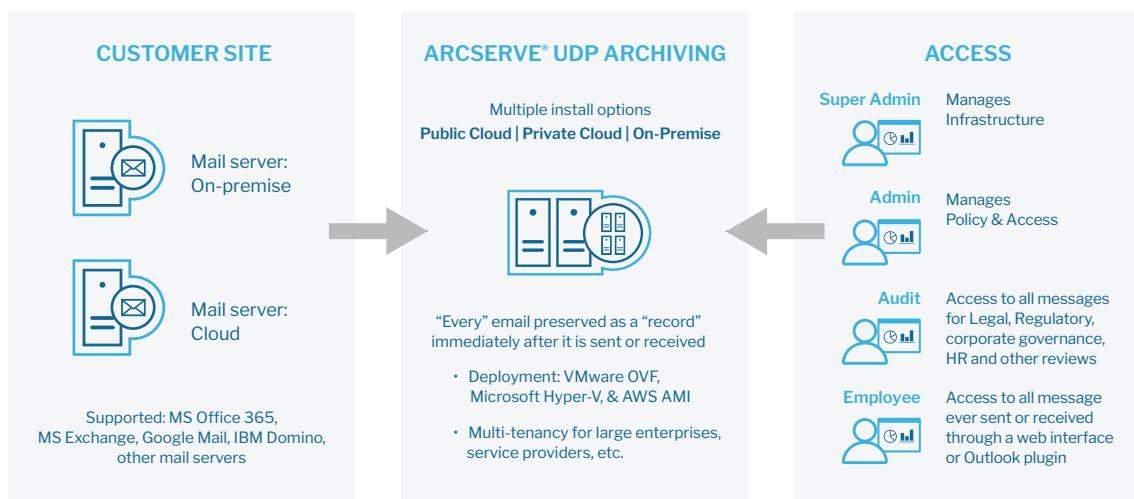 CUSTOMER SITE
Mail server:
On-premise
Mail server:
Cloud
Supported: MS Office 365,
MS Exchange, Google Mail, IBM Domino,
other mail servers
ARCSERVE® UDP ARCHIVING
Multiple install options
Public Cloud | Private Cloud | On-Premise
“Every” email preserved as a “record”
immediately after it is sent or received
• Deployment: VMware OVF,
Microsoft Hyper-V, & AWS AMI
• Multi-tenancy for large enterprises,
service providers, etc.
ACCESS
Super Admin
Manages
Infrastructure
Admin
Manages
Policy & Access
Audit
Access to all messages
for Legal, Regulatory,
corporate governance,
HR and other reviews
Employee
Access to all message
ever sent or received
through a web interface
or Outlook plugin